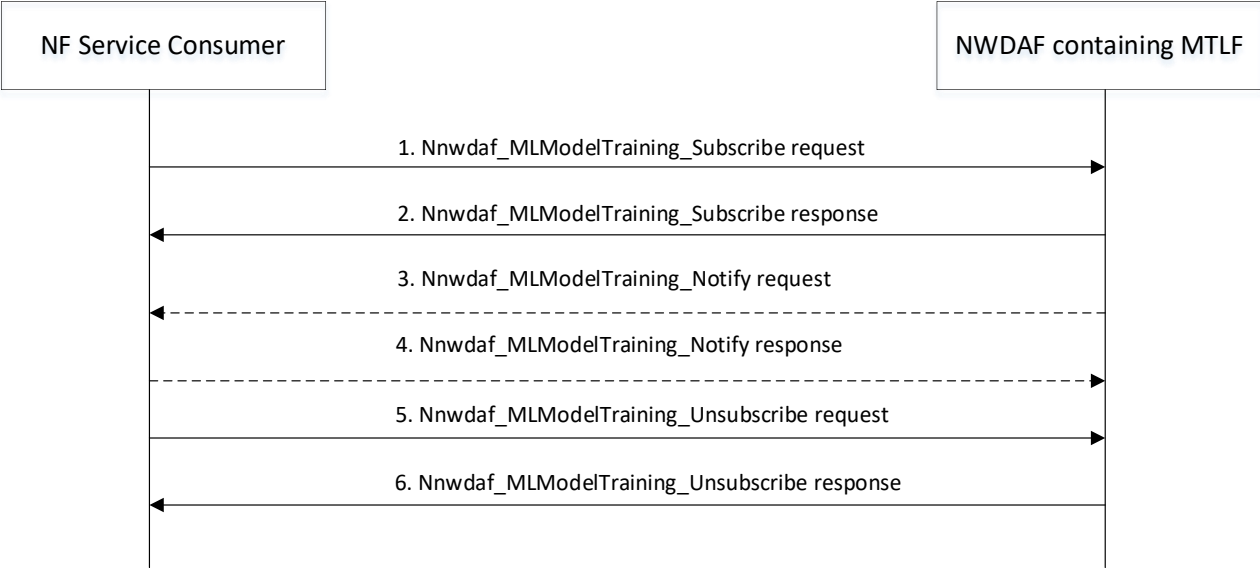 NF Service Consumer
NWDAF containing MTLF
1. Nnwdaf_MLModelTraining_Subscribe request
2. Nnwdaf_MLModelTraining_Subscribe response
3. Nnwdaf_MLModelTraining_Notify request
4. Nnwdaf_MLModelTraining_Notify response
5. Nnwdaf_MLModelTraining_Unsubscribe request
6. Nnwdaf_MLModelTraining_Unsubscribe response